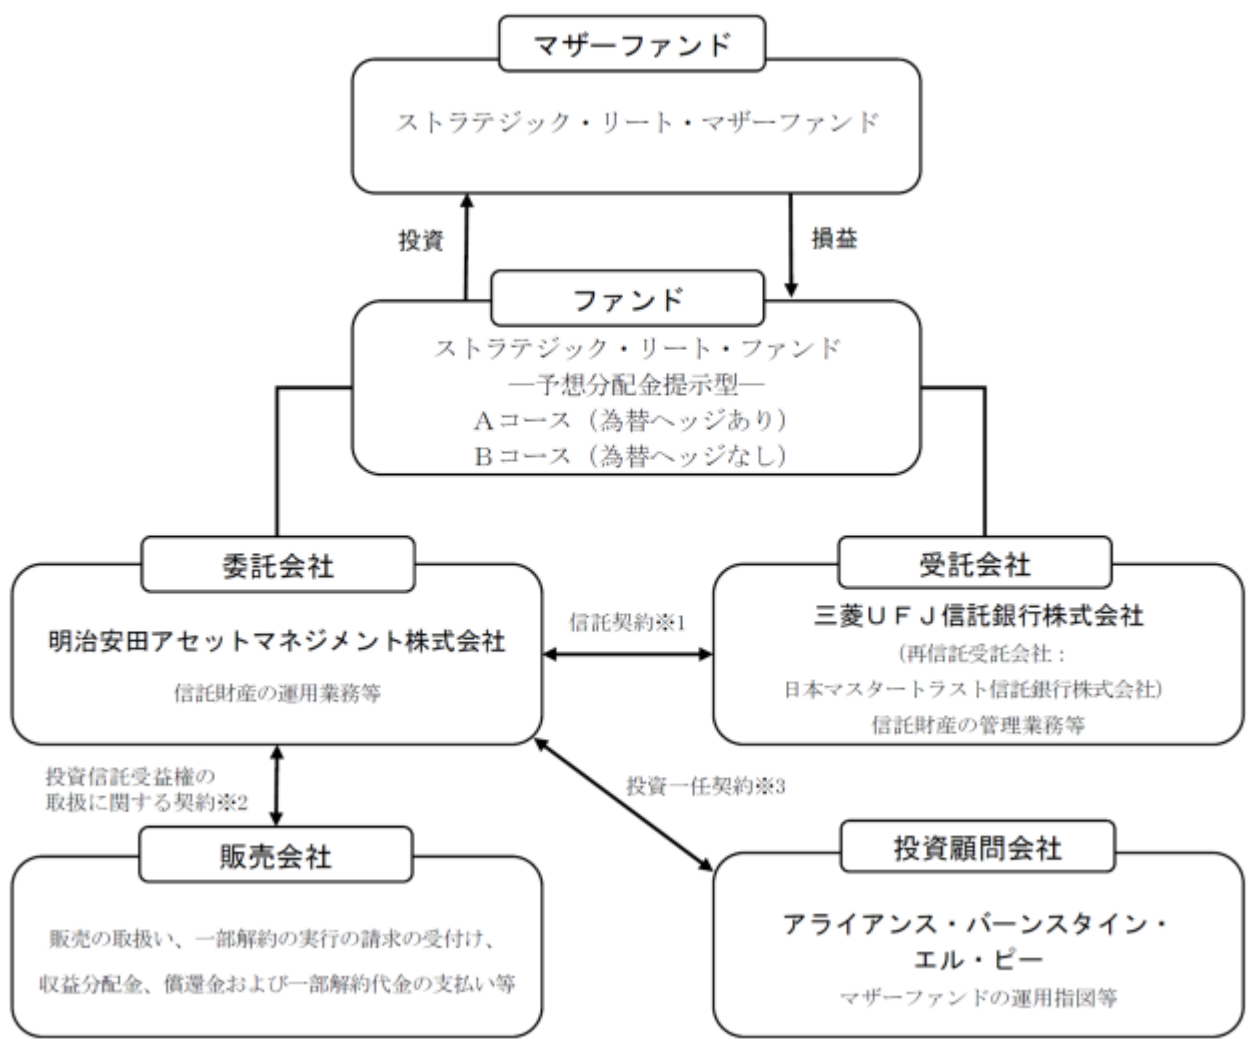 マザーファンド
ストラテジック・リート・マザーファンド
投資
損益
ファンド
ストラテジック・リート・ファンド
―予想分配金提示型―
Ａコース（為替ヘッジあり）
Ｂコース（為替ヘッジなし）
委託会社
明治安田アセットマネジメント株式会社
信託財産の運用業務等
信託契約※1
受託会社
三菱ＵＦＪ信託銀行株式会社
（再信託受託会社：
日本マスタートラスト信託銀行株式会社）
信託財産の管理業務等
投資信託受益権の
取扱に関する契約※2
投資一任契約※3
販売会社
販売の取扱い、一部解約の実行の請求の受付け、
収益分配金、償還金および一部解約代金の支払い等
投資顧問会社
アライアンス・バーンスタイン・
エル・ピー
マザーファンドの運用指図等